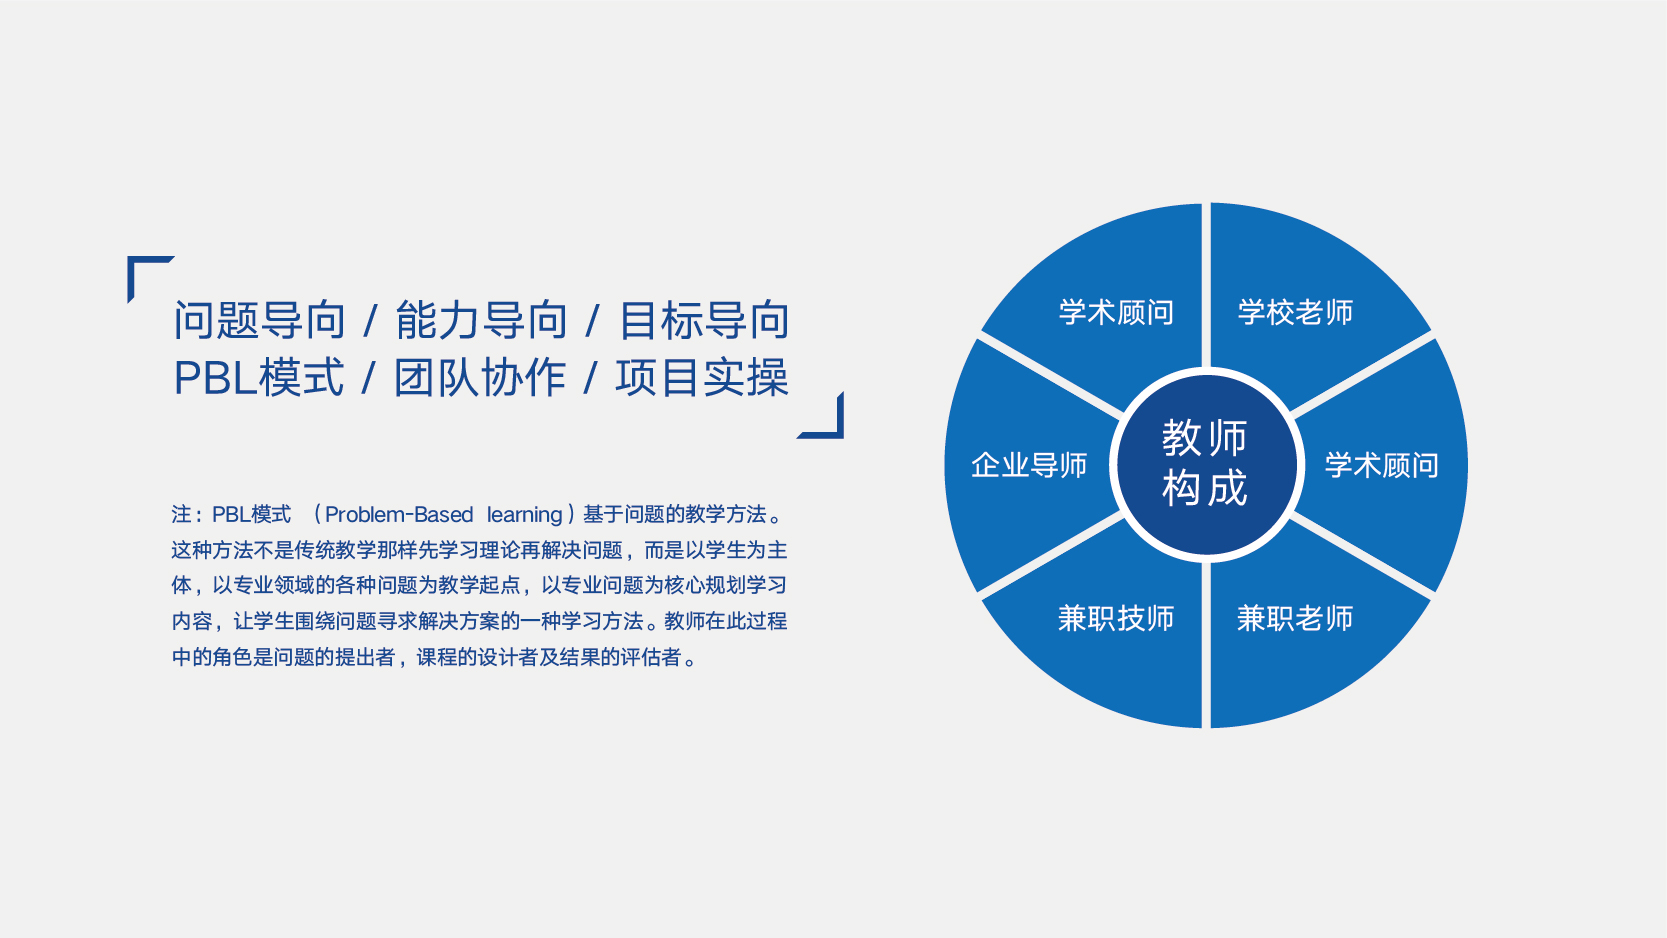 问题导向 / 能力导向 / 目标导向
PBL模式 / 团队协作 / 项目实操
注：PBL模式 （Problem-Based learning）基于问题的教学方法。
这种方法不是传统教学那样先学习理论再解决问题，而是以学生为主
体，以专业领域的各种问题为教学起点，以专业问题为核心规划学习
内容，让学生围绕问题寻求解决方案的一种学习方法。教师在此过程
中的角色是问题的提出者，课程的设计者及结果的评估者。
学术顾问
学校老师
企业导师
教师
构成
学术顾问
兼职技师
兼职老师